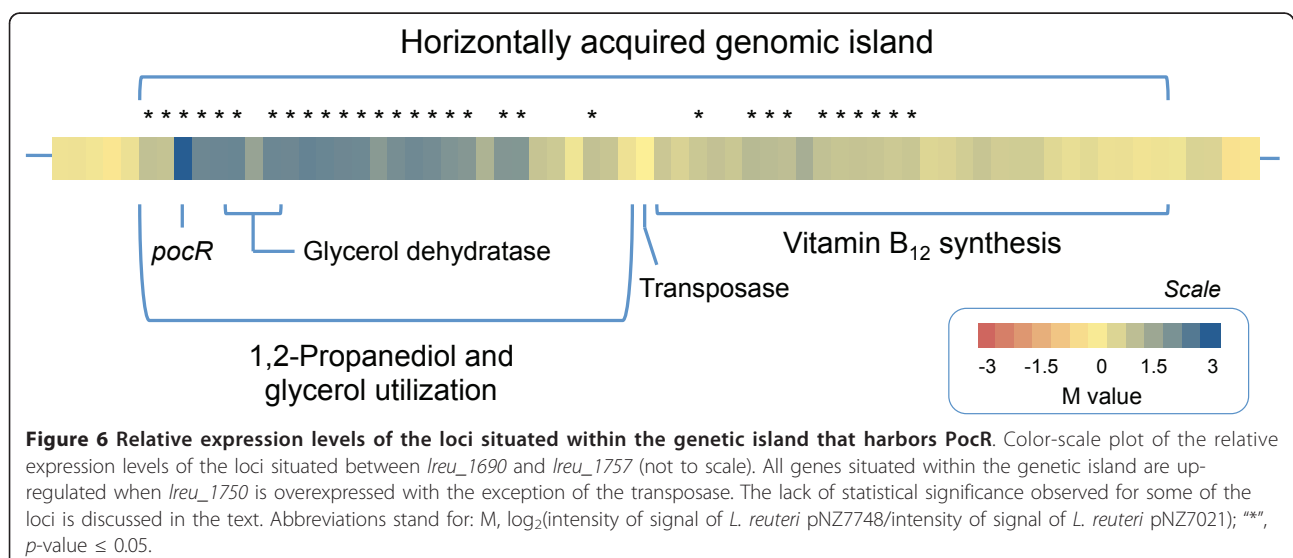 Horizontally acquired genomic island
* * * * * * * * * * * * * * * * * * * * * * * * * * * * * * *
pocR
Glycerol dehydratase
Transposase
Vitamin B₁₂ synthesis
1,2-Propanediol and
glycerol utilization
Scale
-3 -1.5 0 1.5 3
M value
Figure 6 Relative expression levels of the loci situated within the genetic island that harbors PocR. Color-scale plot of the relative
expression levels of the loci situated between lreu_1690 and lreu_1757 (not to scale). All genes situated within the genetic island are up-
regulated when lreu_1750 is overexpressed with the exception of the transposase. The lack of statistical significance observed for some of the
loci is discussed in the text. Abbreviations stand for: M, log₂(intensity of signal of L. reuteri pNZ7748/intensity of signal of L. reuteri pNZ7021); “*”,
p-value ≤ 0.05.